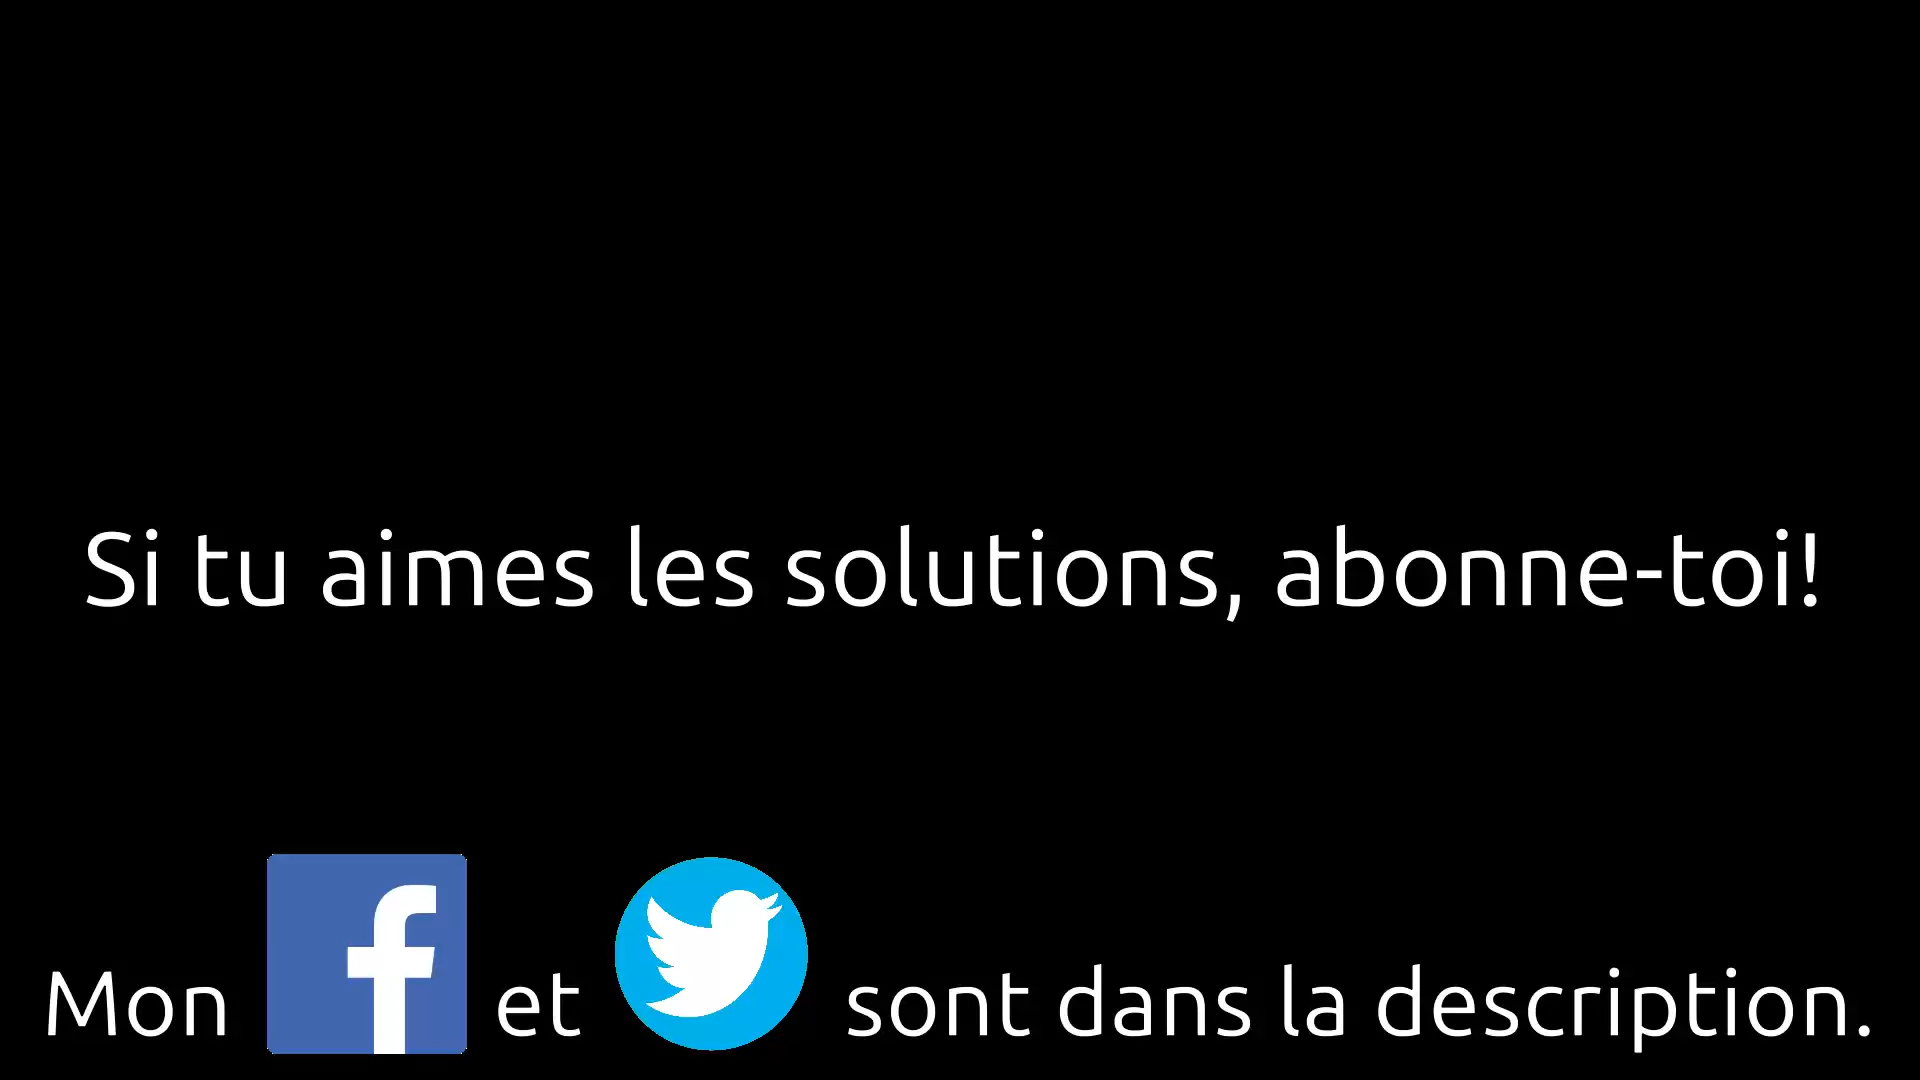 Si tu aimes les solutions, abonne-toi!
Mon f et sont dans la description.